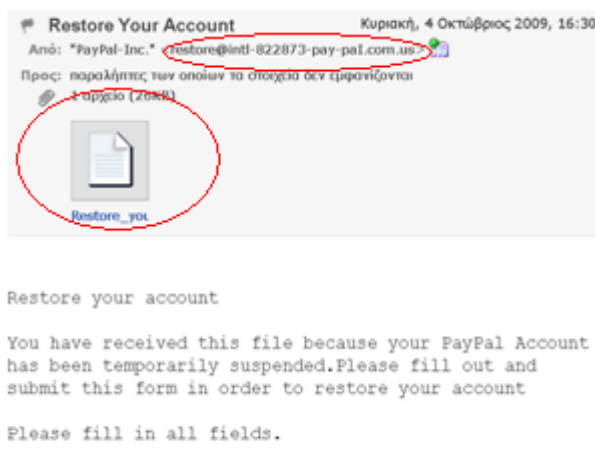 Restore Your Account
Κυριακή, 4 Οκτώβριος 2009, 16:30
Από: "PayPal-Inc." <restore@intl-822873-pay-pal.com.us>
Προς: παραλήπτες των οποίων τα στοιχεία δεν εμφανίζονται
1 αρχείο (26KB)
Restore_you
Restore your account
You have received this file because your PayPal Account
has been temporarily suspended.Please fill out and
submit this form in order to restore your account
Please fill in all fields.